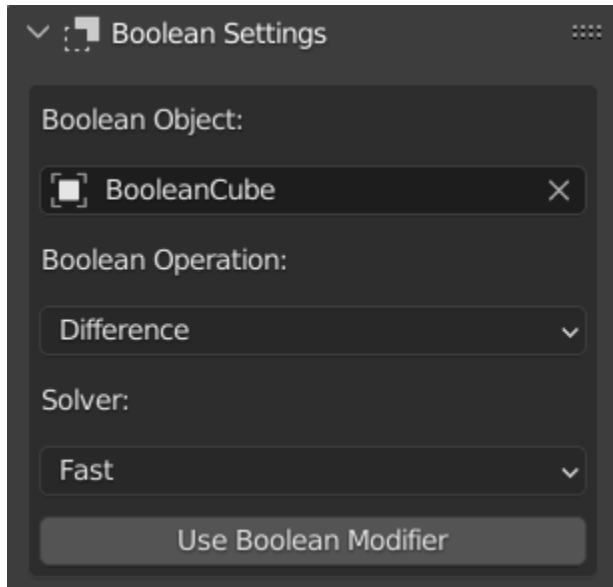 Boolean Settings
Boolean Object:
BooleanCube
Boolean Operation:
Difference
Solver:
Fast
Use Boolean Modifier